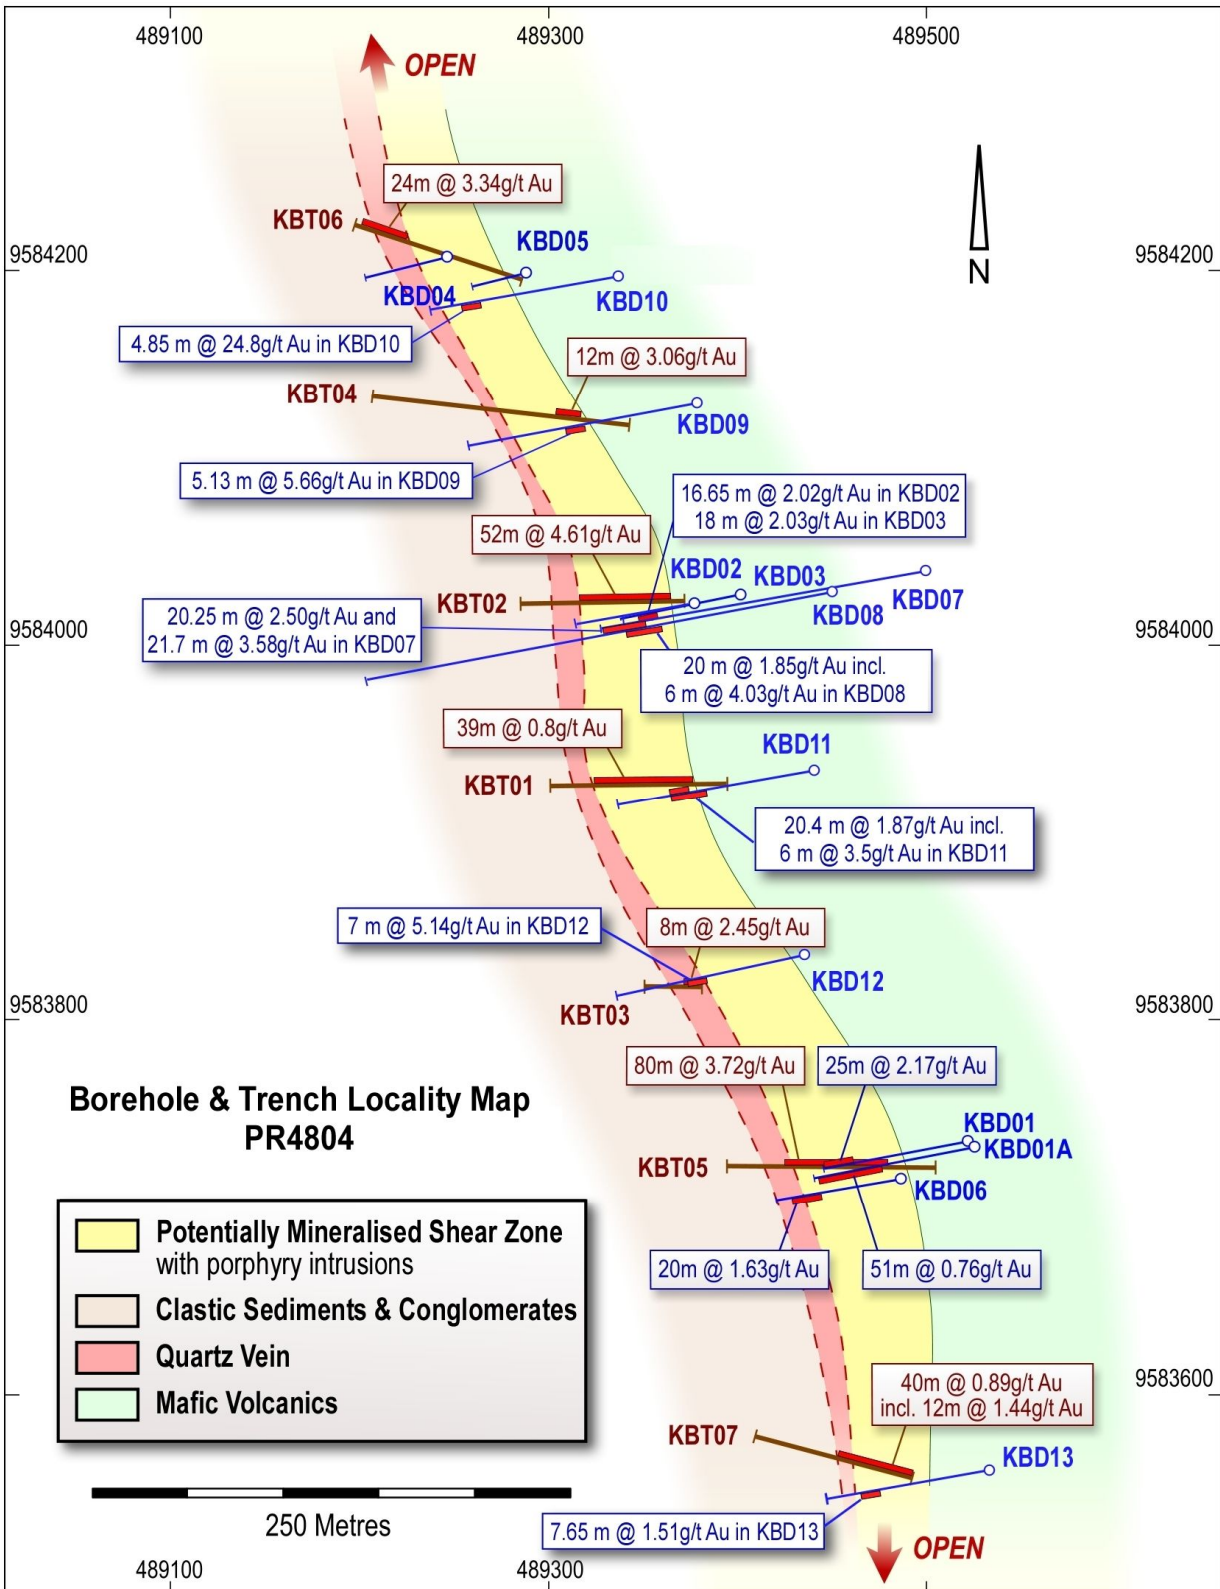 489100
489300
489500
OPEN
24m @ 3.34g/t Au
KBT06
KBD05
9584200
9584200
N
KBD04
KBD10
4.85 m @ 24.8g/t Au in KBD10
12m @ 3.06g/t Au
KBT04
KBD09
5.13 m @ 5.66g/t Au in KBD09
16.65 m @ 2.02g/t Au in KBD02
18 m @ 2.03g/t Au in KBD03
52m @ 4.61g/t Au
KBD02
KBD03
KBT02
KBD07
KBD08
20.25 m @ 2.50g/t Au and
21.7 m @ 3.58g/t Au in KBD07
9584000
9584000
20 m @ 1.85g/t Au incl.
6 m @ 4.03g/t Au in KBD08
39m @ 0.8g/t Au
KBD11
KBT01
20.4 m @ 1.87g/t Au incl.
6 m @ 3.5g/t Au in KBD11
7 m @ 5.14g/t Au in KBD12
8m @ 2.45g/t Au
KBD12
KBT03
9583800
9583800
80m @ 3.72g/t Au
25m @ 2.17g/t Au
Borehole & Trench Locality Map
PR4804
KBD01
KBD01A
KBT05
KBD06
20m @ 1.63g/t Au
51m @ 0.76g/t Au
Potentially Mineralised Shear Zone
with porphyry intrusions
Clastic Sediments & Conglomerates
Quartz Vein
Mafic Volcanics
9583600
40m @ 0.89g/t Au
incl. 12m @ 1.44g/t Au
KBT07
KBD13
250 Metres
7.65 m @ 1.51g/t Au in KBD13
OPEN
489100
489300
489500